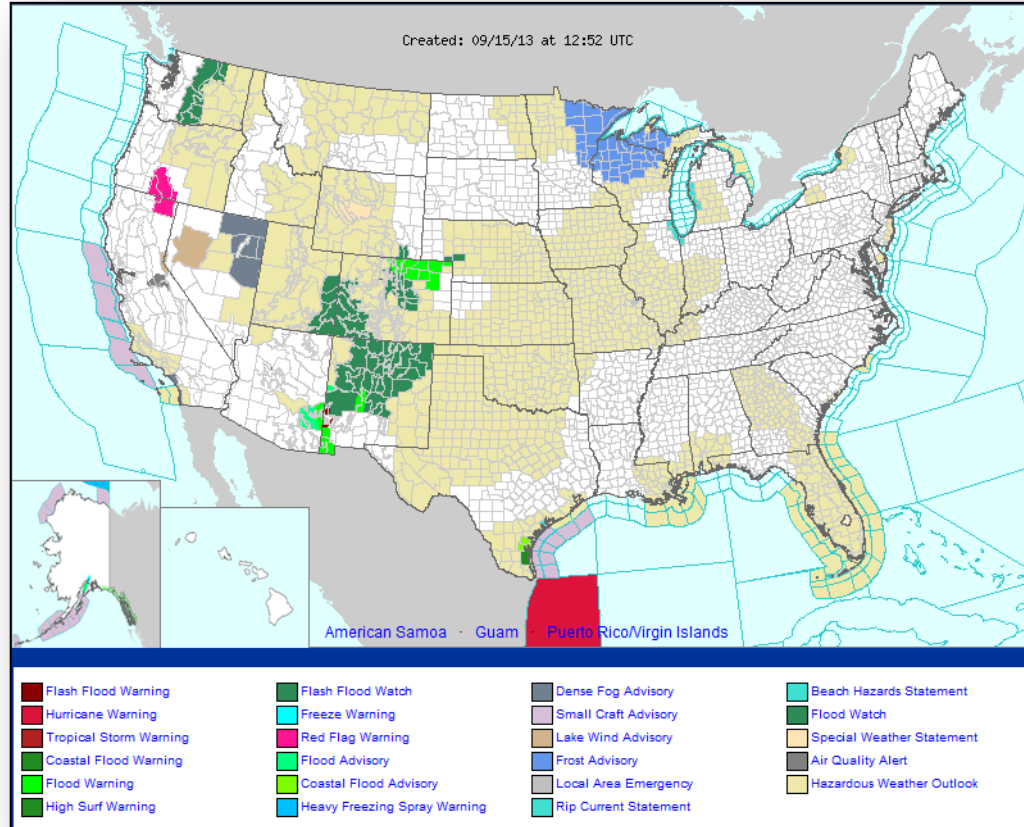 Created: 09/15/13 at 12:52 UTC
American Samoa - Guam - Puerto Rico/Virgin Islands
Flash Flood Warning
Hurricane Warning
Tropical Storm Warning
Coastal Flood Warning
Flood Warning
High Surf Warning
Flash Flood Watch
Freeze Warning
Red Flag Warning
Flood Advisory
Coastal Flood Advisory
Heavy Freezing Spray Warning
Dense Fog Advisory
Small Craft Advisory
Lake Wind Advisory
Frost Advisory
Local Area Emergency
Rip Current Statement
Beach Hazards Statement
Flood Watch
Special Weather Statement
Air Quality Alert
Hazardous Weather Outlook